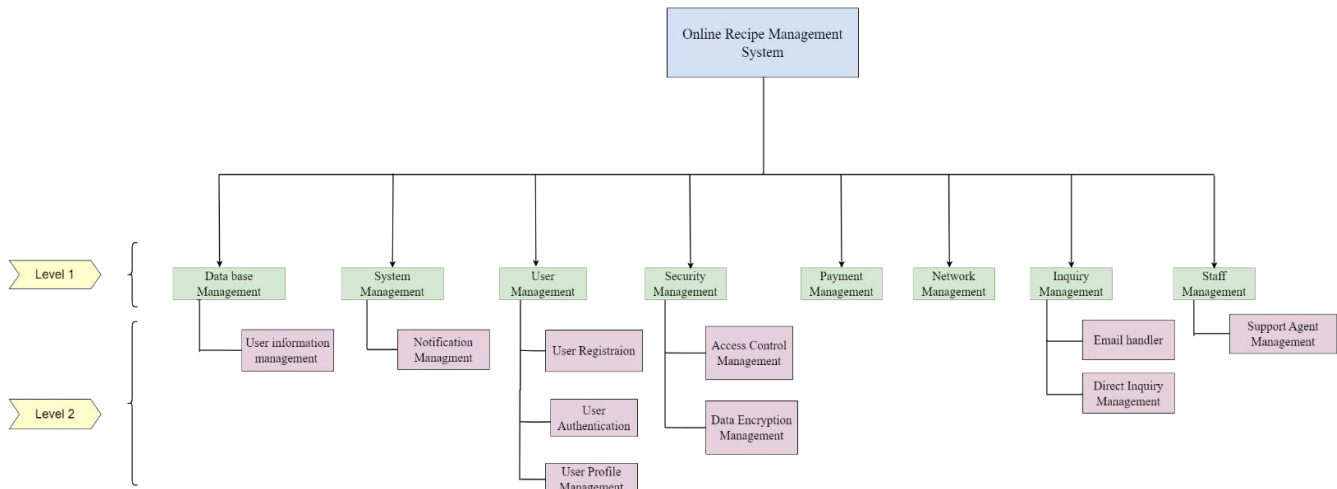 Online Recipe Management
System
Level 1
Data base
Management
System
Management
User
Management
Security
Management
Payment
Management
Network
Management
Inquiry
Management
Staff
Management
Level 2
User information
management
Notification
Managment
User Registraion
User
Authentication
User Profile
Management
Access Control
Management
Data Encryption
Management
Email handler
Direct Inquiry
Management
Support Agent
Management